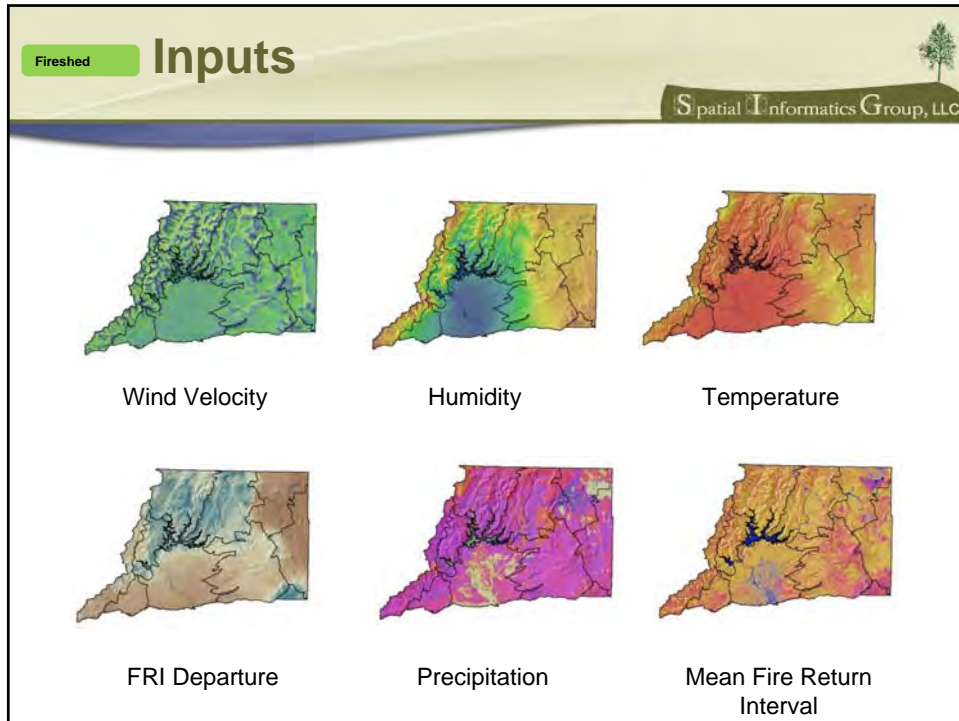 Fireshed
Inputs
Spatial Informatics Group, LLC
Wind Velocity
Humidity
Temperature
FRI Departure
Precipitation
Mean Fire Return
Interval